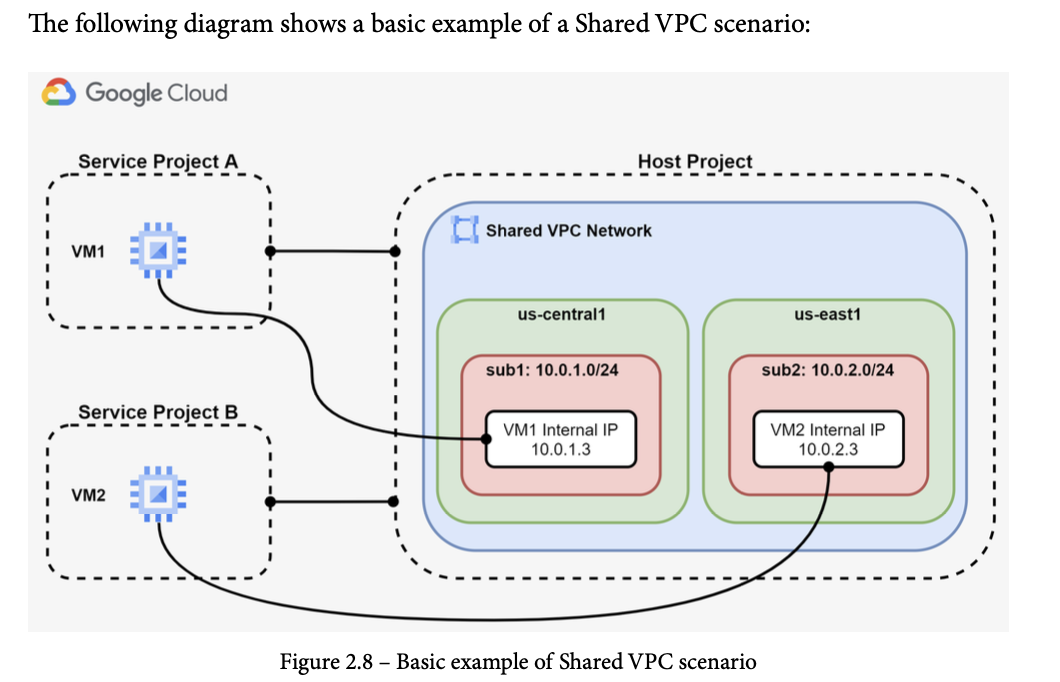 The following diagram shows a basic example of a Shared VPC scenario:
Google Cloud
Service Project A
VM1
Service Project B
VM2
Host Project
Shared VPC Network
us-central1
sub1: 10.0.1.0/24
VM1 Internal IP
10.0.1.3
us-east1
sub2: 10.0.2.0/24
VM2 Internal IP
10.0.2.3
Figure 2.8 – Basic example of Shared VPC scenario